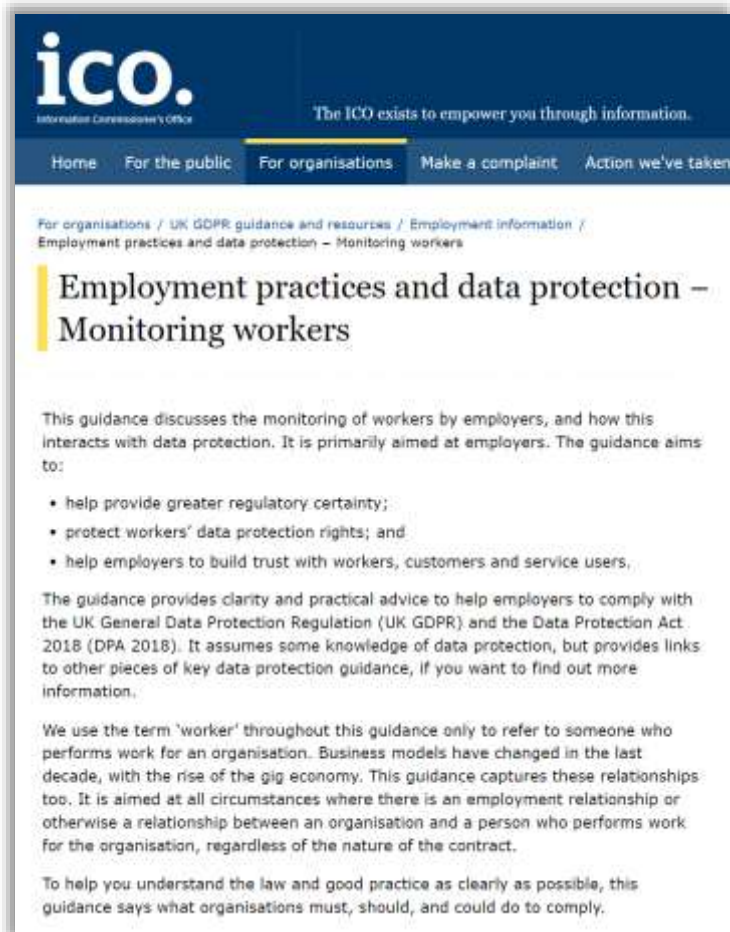 ico.
Information Commissioner's Office
The ICO exists to empower you through information.
Home For the public For organisations Make a complaint Action we've taken
For organisations / UK GDPR guidance and resources / Employment information /
Employment practices and data protection – Monitoring workers
Employment practices and data protection –
Monitoring workers
This guidance discusses the monitoring of workers by employers, and how this
interacts with data protection. It is primarily aimed at employers. The guidance aims
to:
• help provide greater regulatory certainty;
• protect workers' data protection rights; and
• help employers to build trust with workers, customers and service users.
The guidance provides clarity and practical advice to help employers to comply with
the UK General Data Protection Regulation (UK GDPR) and the Data Protection Act
2018 (DPA 2018). It assumes some knowledge of data protection, but provides links
to other pieces of key data protection guidance, if you want to find out more
information.
We use the term 'worker' throughout this guidance only to refer to someone who
performs work for an organisation. Business models have changed in the last
decade, with the rise of the gig economy. This guidance captures these relationships
too. It is aimed at all circumstances where there is an employment relationship or
otherwise a relationship between an organisation and a person who performs work
for the organisation, regardless of the nature of the contract.
To help you understand the law and good practice as clearly as possible, this
guidance says what organisations must, should, and could do to comply.